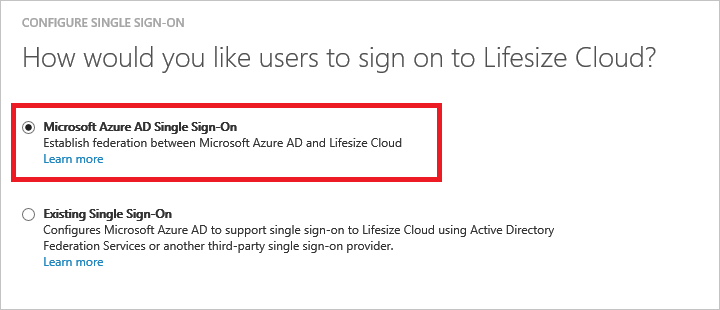 CONFIGURE SINGLE SIGN-ON
How would you like users to sign on to Lifesize Cloud?
Microsoft Azure AD Single Sign-On
Establish federation between Microsoft Azure AD and Lifesize Cloud
Learn more
Existing Single Sign-On
Configures Microsoft Azure AD to support single sign-on to Lifesize Cloud using Active Directory
Federation Services or another third-party single sign-on provider.
Learn more